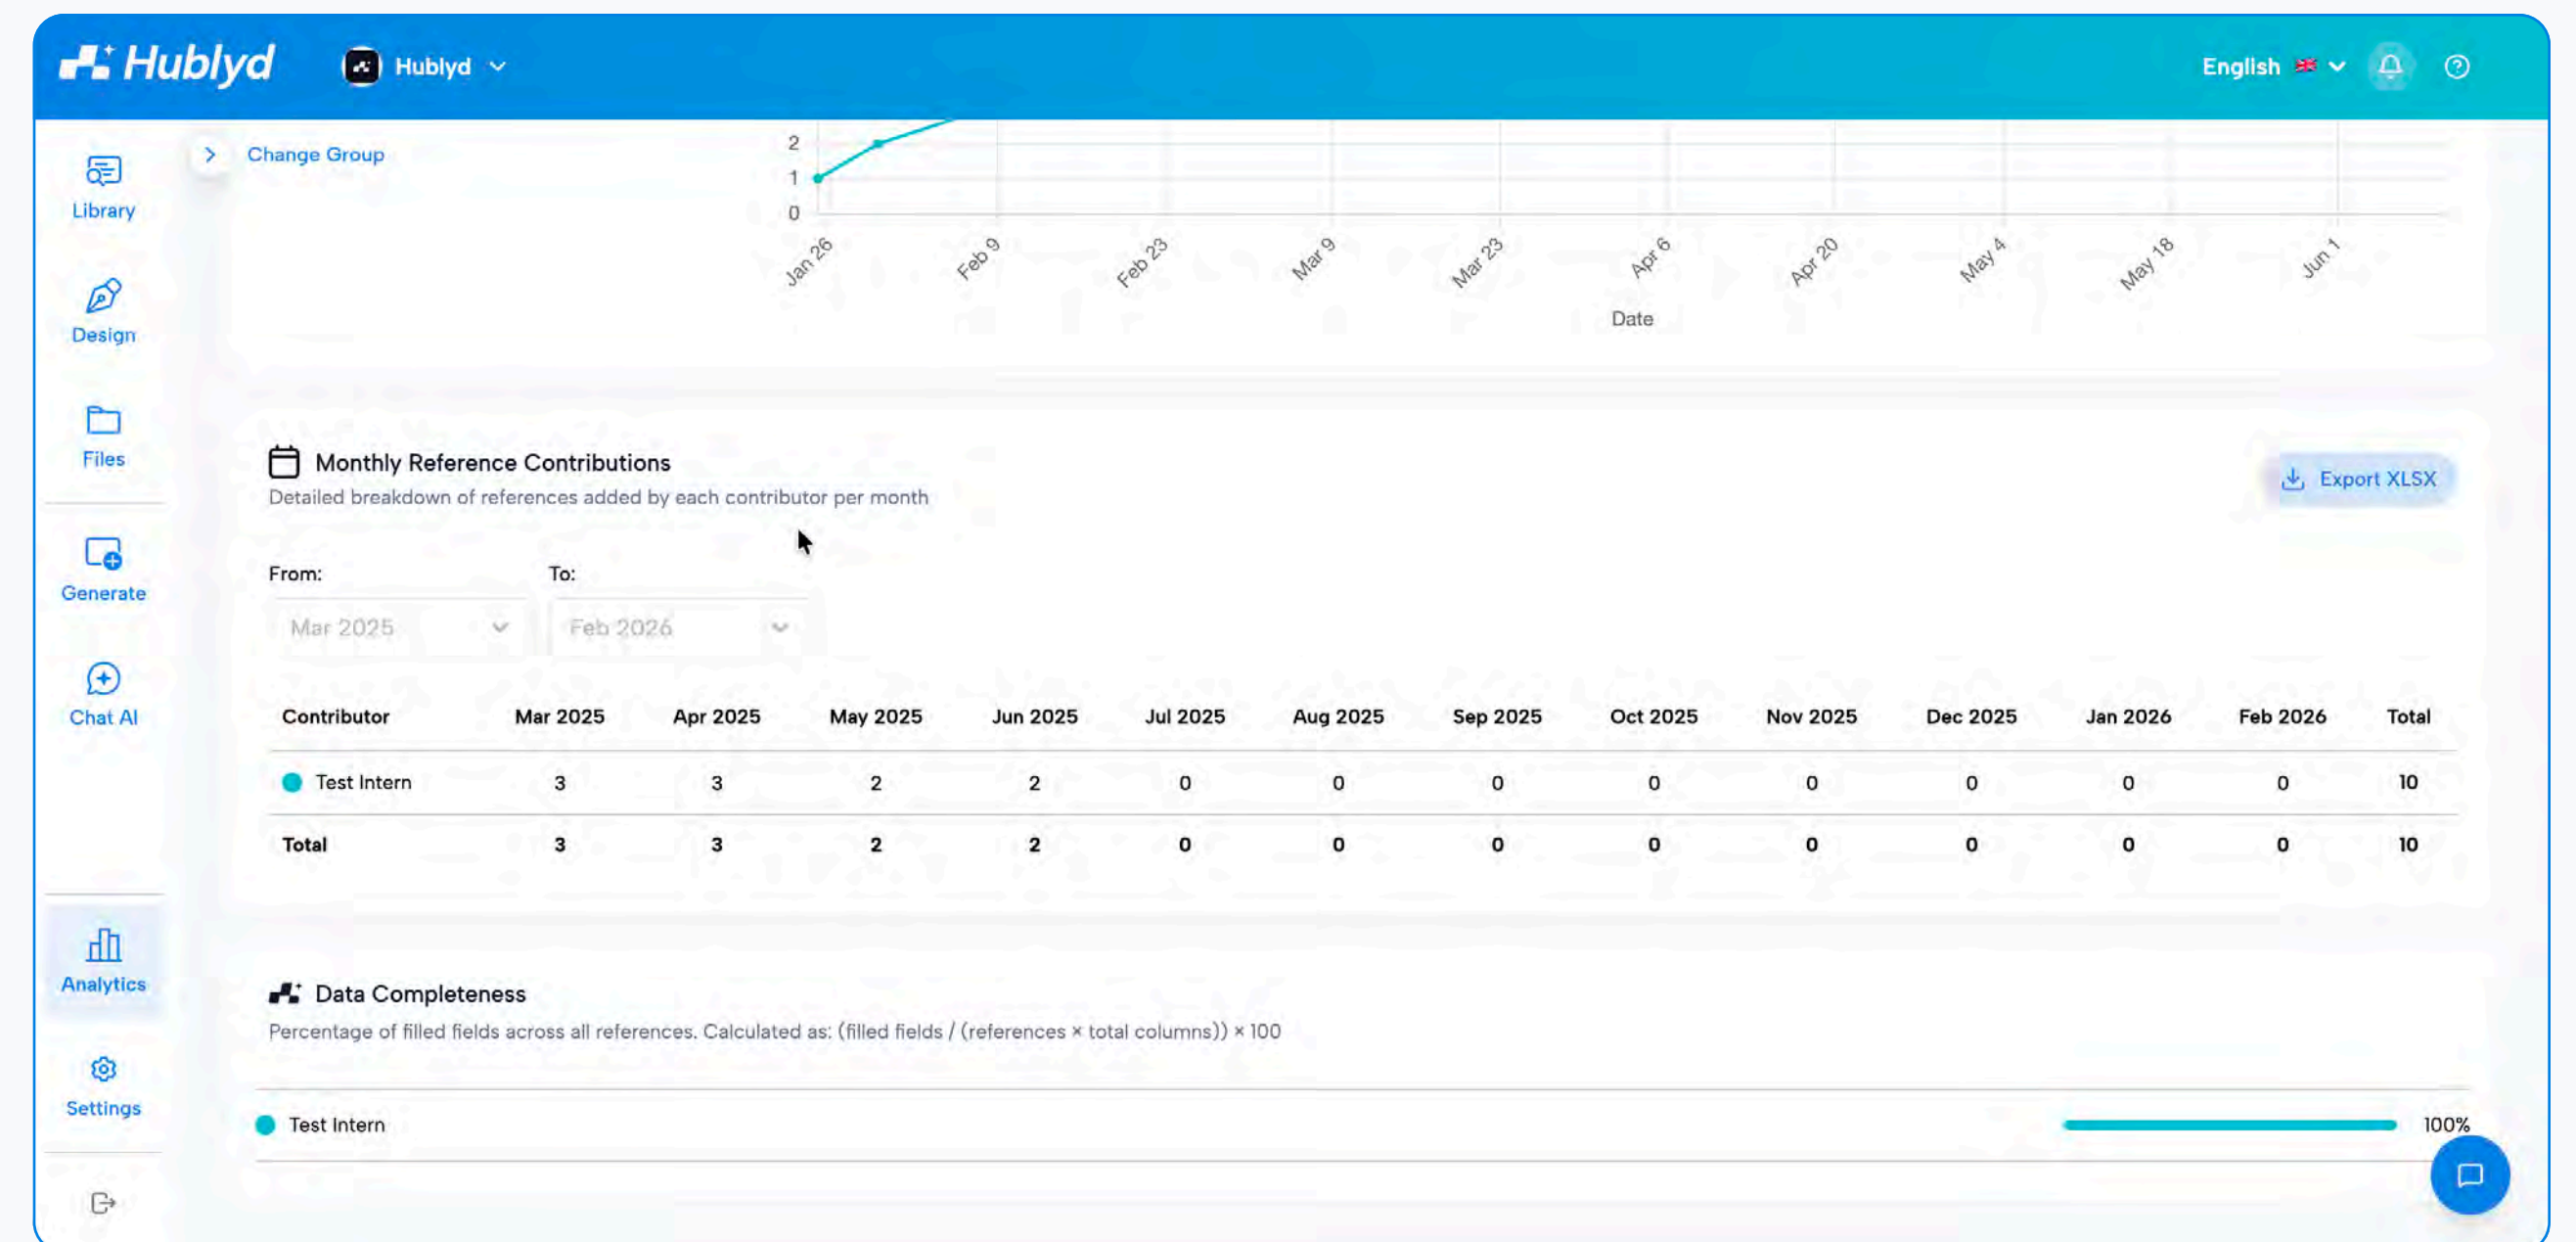 Hublyd
Hublyd
English
Library
Design
Files
Generate
Chat AI
Analytics
Settings
Change Group
2
1
0
Jan 26 Feb 9 Feb 23 Mar 9 Mar 23 Apr 6 Apr 20 May 4 May 18 Jun 1
Date
Monthly Reference Contributions
Detailed breakdown of references added by each contributor per month
Export XLSX
From: To:
Mar 2025 Feb 2026
Contributor Mar 2025 Apr 2025 May 2025 Jun 2025 Jul 2025 Aug 2025 Sep 2025 Oct 2025 Nov 2025 Dec 2025 Jan 2026 Feb 2026 Total
Test Intern 3 3 2 2 0 0 0 0 0 0 0 0 10
Total 3 3 2 2 0 0 0 0 0 0 0 0 10
Data Completeness
Percentage of filled fields across all references. Calculated as: (filled fields / (references × total columns)) × 100
Test Intern 100%